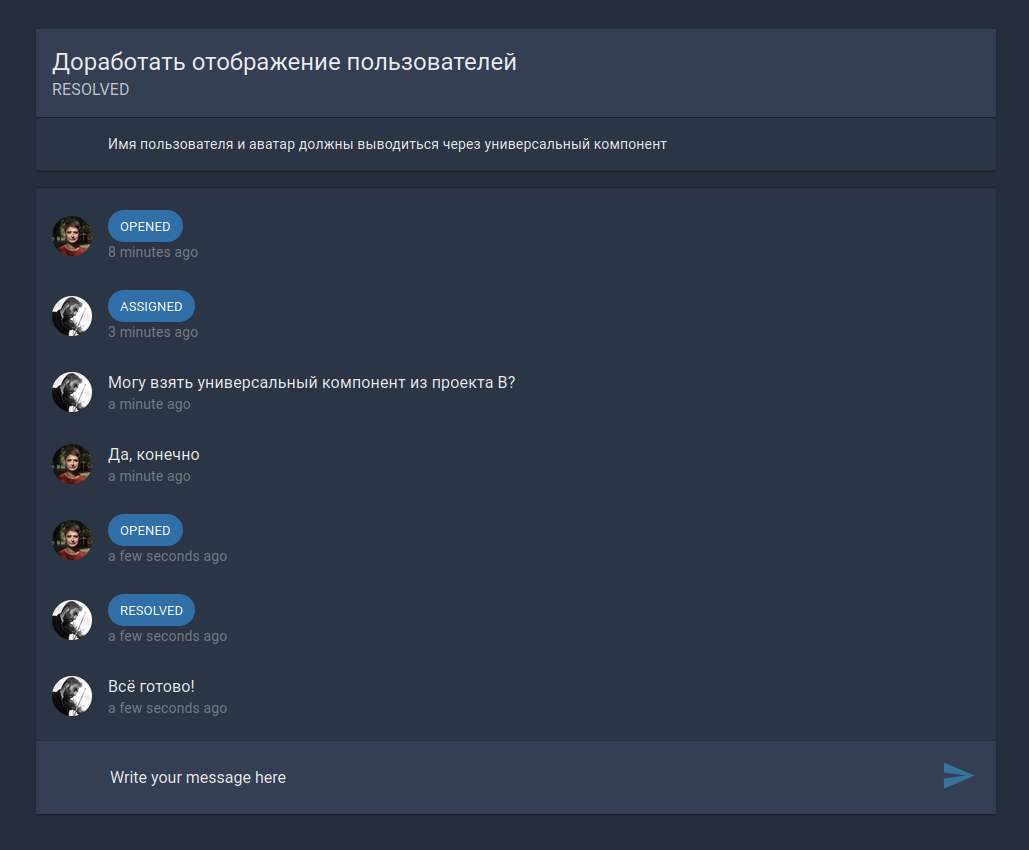 Доработать отображение пользователей
RESOLVED
Имя пользователя и аватар должны выводиться через универсальный компонент
OPENED
8 minutes ago
ASSIGNED
3 minutes ago
Могу взять универсальный компонент из проекта В?
a minute ago
Да, конечно
a minute ago
OPENED
a few seconds ago
RESOLVED
a few seconds ago
Всё готово!
a few seconds ago
Write your message here